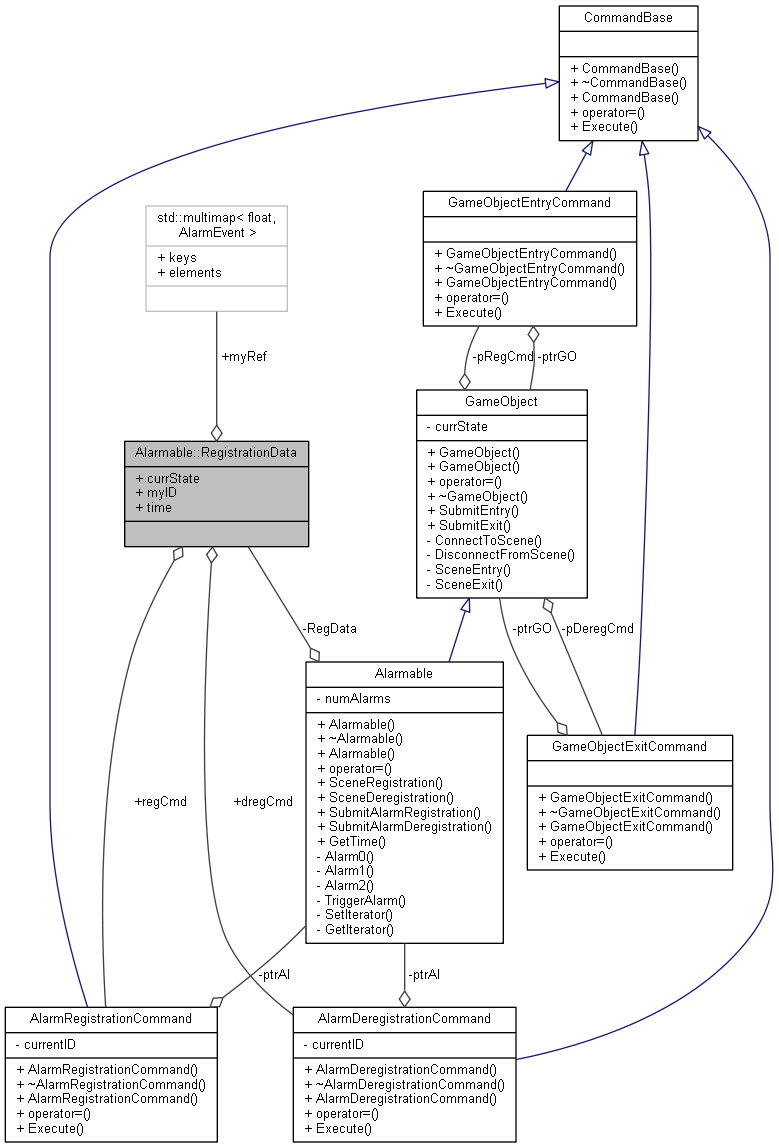 CommandBase
+ CommandBase()
+ ~CommandBase()
+ CommandBase()
+ operator=()
+ Execute()
GameObjectEntryCommand
+ GameObjectEntryCommand()
+ ~GameObjectEntryCommand()
+ GameObjectEntryCommand()
+ operator=()
+ Execute()
std::multimap< float,
AlarmEvent >
+ keys
+ elements
+myRef
-pRegCmd
-ptrGO
GameObject
- currState
+ GameObject()
+ GameObject()
+ operator=()
+ ~GameObject()
+ SubmitEntry()
+ SubmitExit()
- ConnectToScene()
- DisconnectFromScene()
- SceneEntry()
- SceneExit()
Alarmable::RegistrationData
+ currState
+ myID
+ time
-RegData
-ptrGO
-pDeregCmd
Alarmable
- numAlarms
+ Alarmable()
+ ~Alarmable()
+ Alarmable()
+ operator=()
+ SceneRegistration()
+ SceneDeregistration()
+ SubmitAlarmRegistration()
+ SubmitAlarmDeregistration()
+ GetTime()
- Alarm0()
- Alarm1()
- Alarm2()
- TriggerAlarm()
- SetIterator()
- GetIterator()
GameObjectExitCommand
+ GameObjectExitCommand()
+ ~GameObjectExitCommand()
+ GameObjectExitCommand()
+ operator=()
+ Execute()
+regCmd
+dregCmd
-ptrAl
-ptrAl
AlarmRegistrationCommand
- currentID
+ AlarmRegistrationCommand()
+ ~AlarmRegistrationCommand()
+ AlarmRegistrationCommand()
+ operator=()
+ Execute()
AlarmDeregistrationCommand
- currentID
+ AlarmDeregistrationCommand()
+ ~AlarmDeregistrationCommand()
+ AlarmDeregistrationCommand()
+ operator=()
+ Execute()